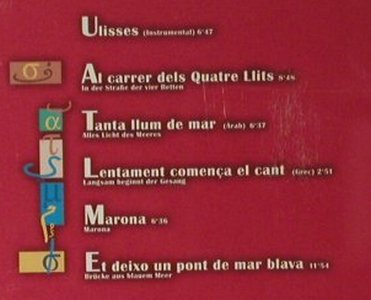 Ulisses (Instrumental) 6'47
Al carrer dels Quatre Llits 8'46
In der Straße der vier Betten
Tanta llum de mar (Arab) 6'37
Alles Licht des Meeres
Lentament comença el cant (Grec) 2'51
Langsam beginnt der Gesang
Marona 6'36
Marona
Et deixo un pont de mar blava 11'54
Brücke aus blauem Meer